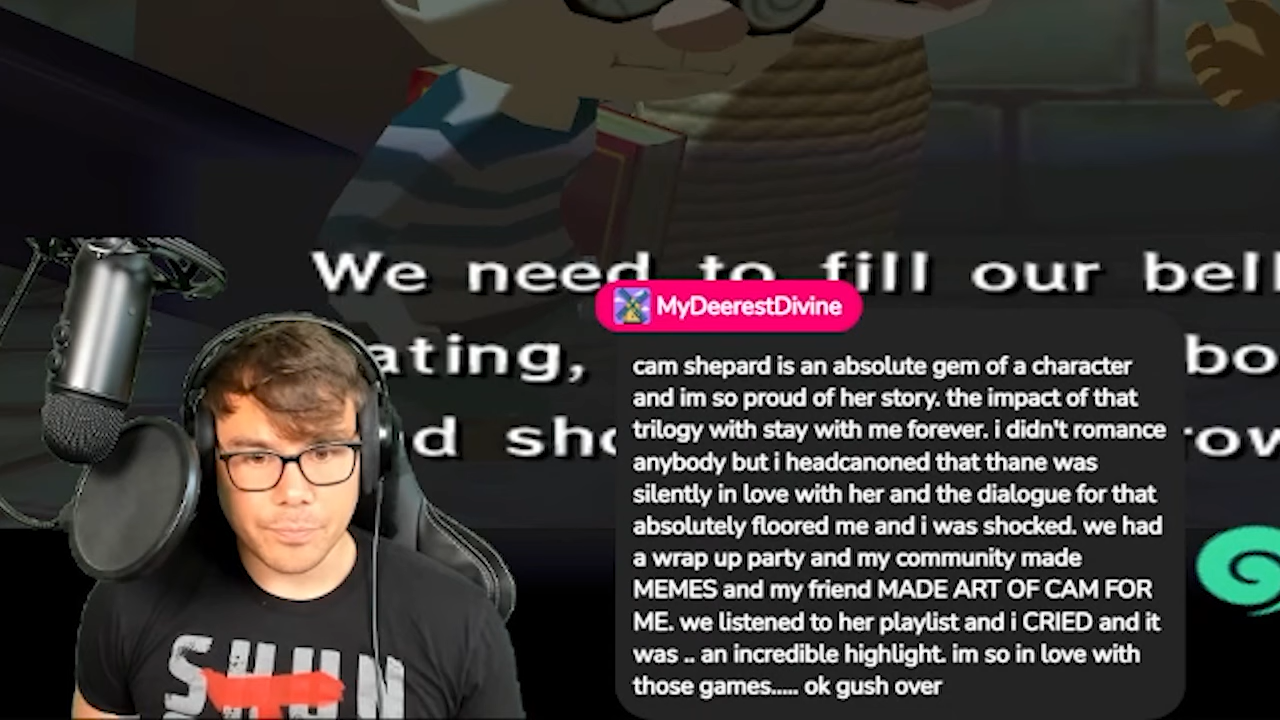 We need to fill our bell
ating, bo
d sho rov
MyDeerestDivine
cam shepard is an absolute gem of a character
and im so proud of her story. the impact of that
trilogy with stay with me forever. i didn't romance
anybody but i headcanoned that thane was
silently in love with her and the dialogue for that
absolutely floored me and i was shocked. we had
a wrap up party and my community made
MEMES and my friend MADE ART OF CAM FOR
ME. we listened to her playlist and i CRIED and it
was .. an incredible highlight. im so in love with
those games..... ok gush over
SHUN